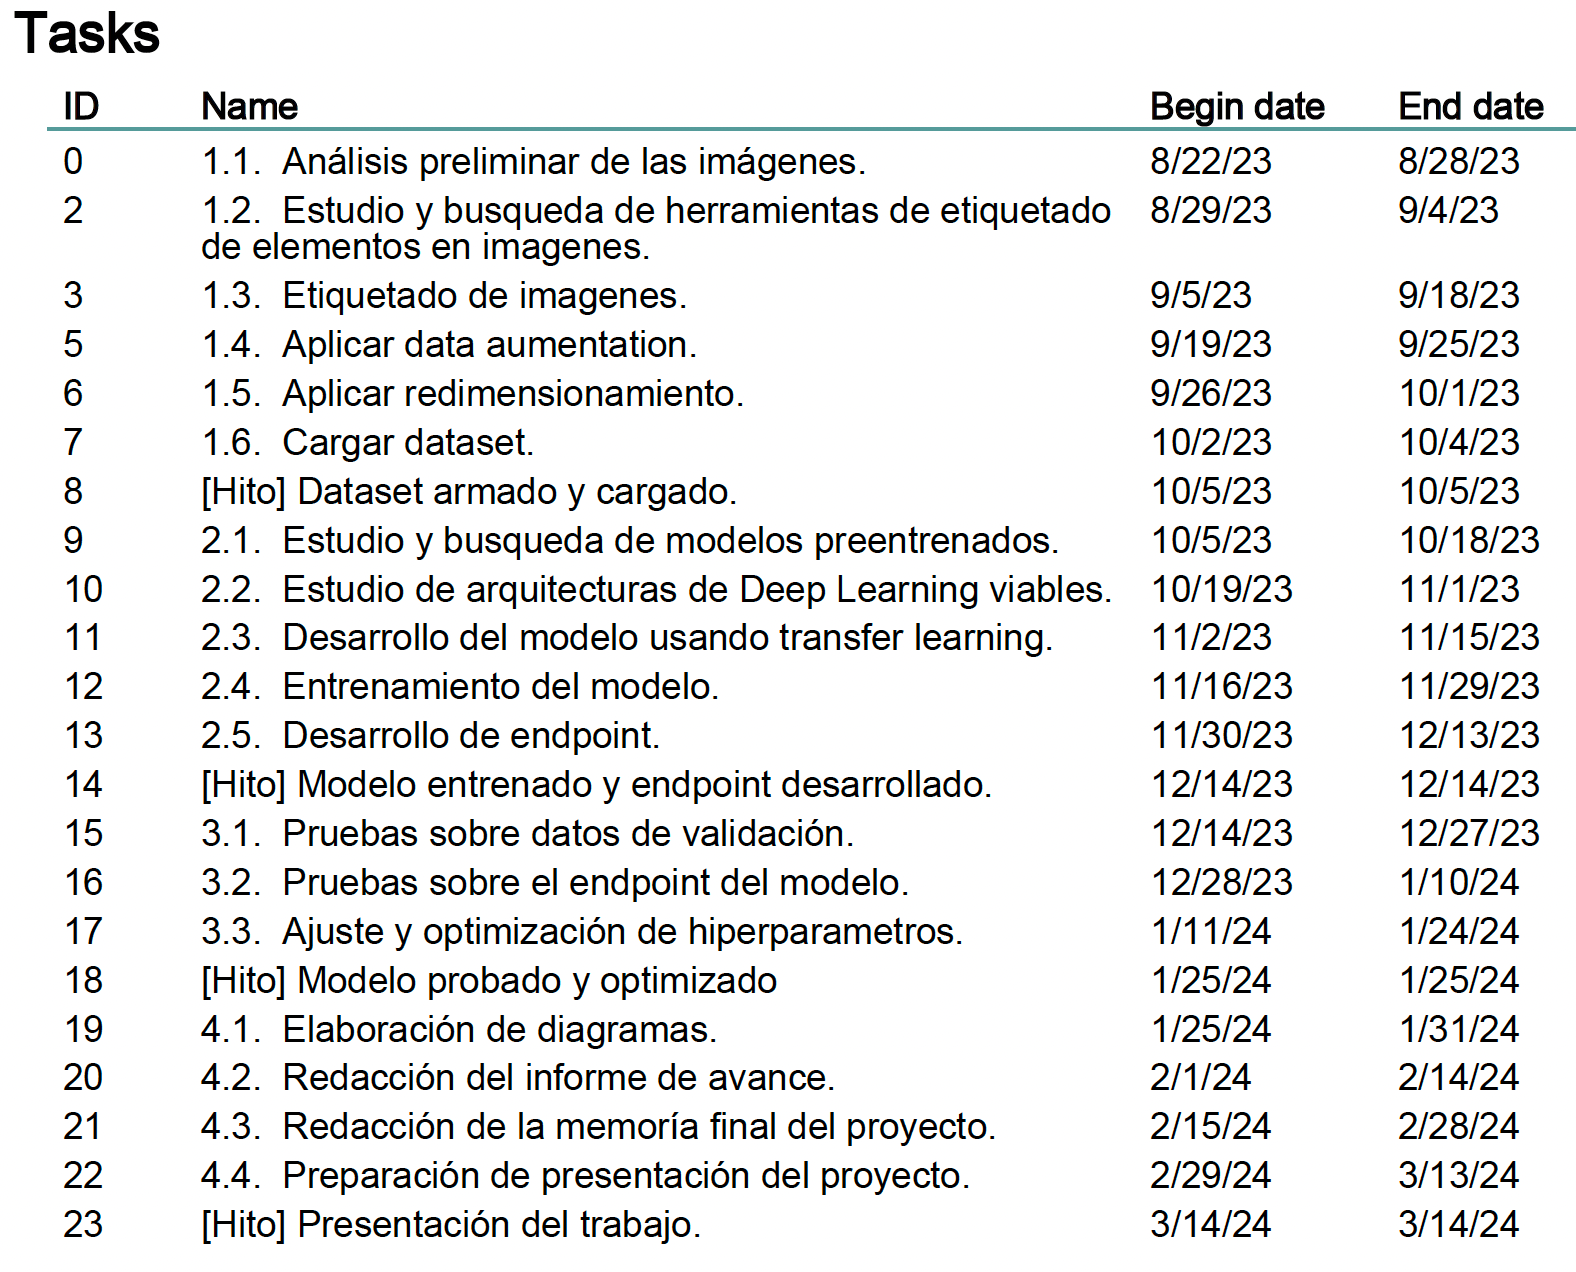 Tasks
ID Name Begin date End date
0 1.1. Análisis preliminar de las imágenes. 8/22/23 8/28/23
2 1.2. Estudio y busqueda de herramientas de etiquetado 8/29/23 9/4/23
de elementos en imagenes.
3 1.3. Etiquetado de imagenes. 9/5/23 9/18/23
5 1.4. Aplicar data aumentation. 9/19/23 9/25/23
6 1.5. Aplicar redimensionamiento. 9/26/23 10/1/23
7 1.6. Cargar dataset. 10/2/23 10/4/23
8 [Hito] Dataset armado y cargado. 10/5/23 10/5/23
9 2.1. Estudio y busqueda de modelos preentrenados. 10/5/23 10/18/23
10 2.2. Estudio de arquitecturas de Deep Learning viables. 10/19/23 11/1/23
11 2.3. Desarrollo del modelo usando transfer learning. 11/2/23 11/15/23
12 2.4. Entrenamiento del modelo. 11/16/23 11/29/23
13 2.5. Desarrollo de endpoint. 11/30/23 12/13/23
14 [Hito] Modelo entrenado y endpoint desarrollado. 12/14/23 12/14/23
15 3.1. Pruebas sobre datos de validación. 12/14/23 12/27/23
16 3.2. Pruebas sobre el endpoint del modelo. 12/28/23 1/10/24
17 3.3. Ajuste y optimización de hiperparametros. 1/11/24 1/24/24
18 [Hito] Modelo probado y optimizado 1/25/24 1/25/24
19 4.1. Elaboración de diagramas. 1/25/24 1/31/24
20 4.2. Redacción del informe de avance. 2/1/24 2/14/24
21 4.3. Redacción de la memoría final del proyecto. 2/15/24 2/28/24
22 4.4. Preparación de presentación del proyecto. 2/29/24 3/13/24
23 [Hito] Presentación del trabajo. 3/14/24 3/14/24